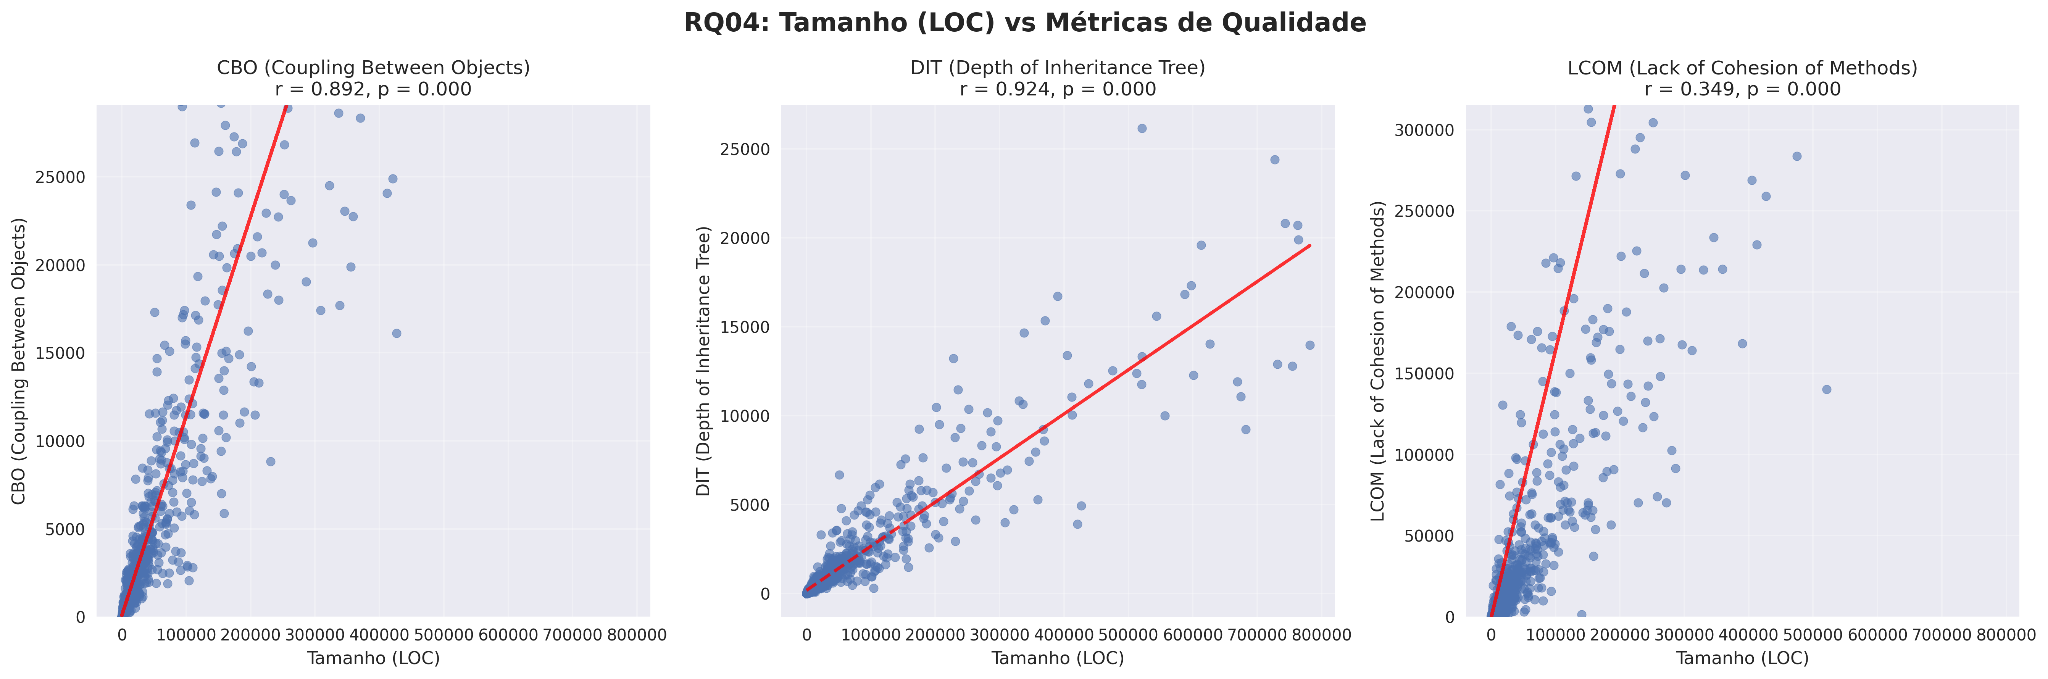 RQ04: Tamanho (LOC) vs Métricas de Qualidade
CBO (Coupling Between Objects)
r = 0.892, p = 0.000
CBO (Coupling Between Objects)
25000
20000
15000
10000
5000
0
0 100000 200000 300000 400000 500000 600000 700000 800000
Tamanho (LOC)
DIT (Depth of Inheritance Tree)
r = 0.924, p = 0.000
DIT (Depth of Inheritance Tree)
25000
20000
15000
10000
5000
0
0 100000 200000 300000 400000 500000 600000 700000 800000
Tamanho (LOC)
LCOM (Lack of Cohesion of Methods)
r = 0.349, p = 0.000
LCOM (Lack of Cohesion of Methods)
300000
250000
200000
150000
100000
50000
0
0 100000 200000 300000 400000 500000 600000 700000 800000
Tamanho (LOC)